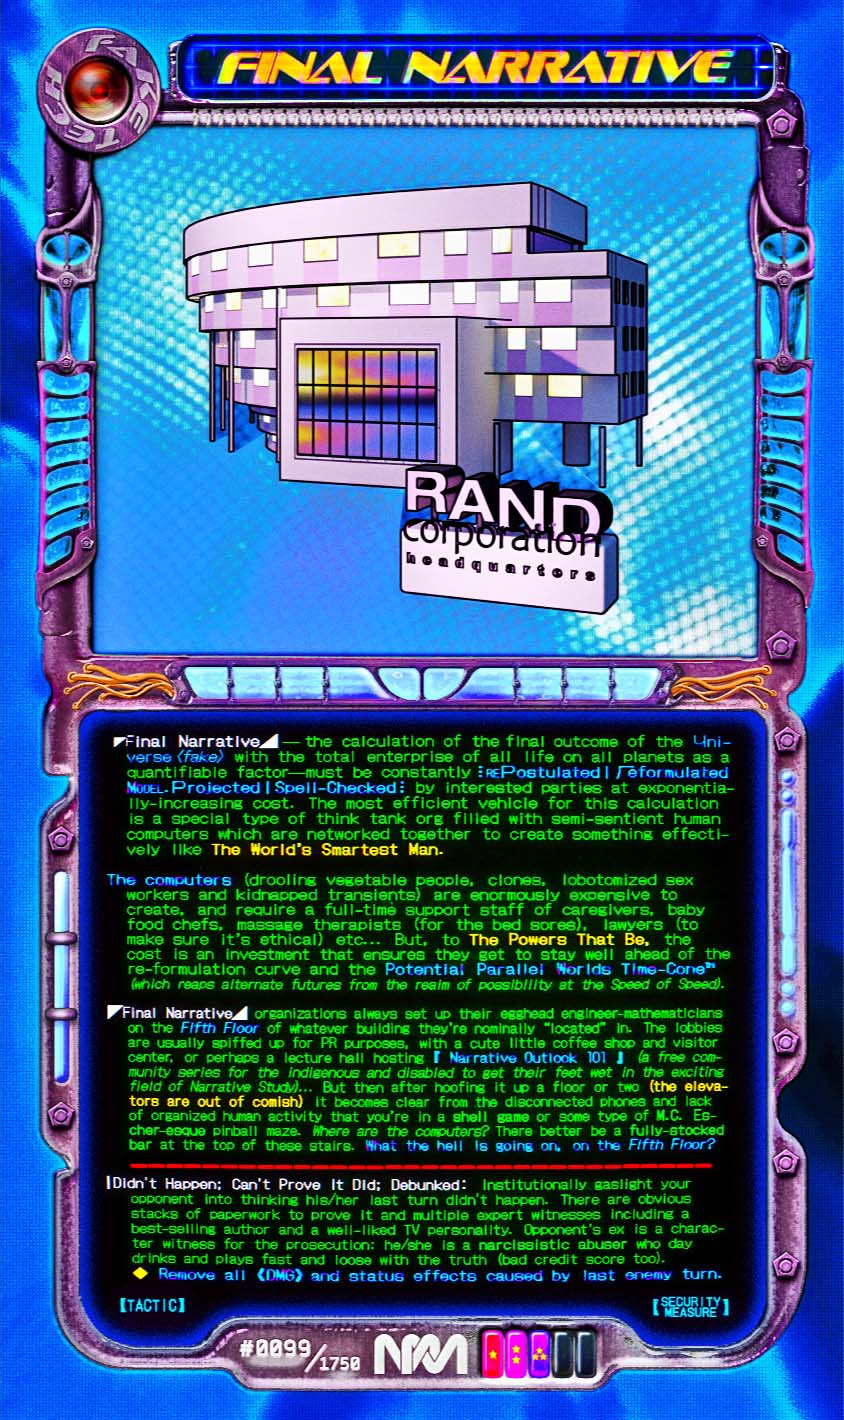 FAKE TECH
FINAL NARRATIVE
RAND
corporation
headquarters
Final Narrative — the calculation of the final outcome of the Uni-
verse (fake) with the total enterprise of all life on all planets as a
quantifiable factor—must be constantly [REPostulated | Reformulated
Model.Projected | Spell-Checked] by interested parties at exponentia-
lly-increasing cost. The most efficient vehicle for this calculation
is a special type of think tank org filled with semi-sentient human
computers which are networked together to create something effecti-
vely like The World's Smartest Man.
The computers (drooling vegetable people, clones, lobotomized sex
workers and kidnapped transients) are enormously expensive to
create, and require a full-time support staff of caregivers, baby
food chefs, massage therapists (for the bed sores), lawyers (to
make sure it's ethical) etc... But, to The Powers That Be, the
cost is an investment that ensures they get to stay well ahead of the
re-formulation curve and the Potential Parallel Worlds Time-Cone™
(which reaps alternate futures from the realm of possibility at the Speed of Speed).
Final Narrative organizations always set up their egghead engineer-mathematicians
on the Fifth Floor of whatever building they're nominally "located" in. The lobbies
are usually spiffed up for PR purposes, with a cute little coffee shop and visitor
center, or perhaps a lecture hall hosting 『 Narrative Outlook 101 』 (a free com-
munity series for the indigenous and disabled to get their feet wet in the exciting
field of Narrative Study)... But then after hoofing it up a floor or two (the eleva-
tors are out of comish) it becomes clear from the disconnected phones and lack
of organized human activity that you're in a shell game or some type of M.C. Es-
cher-esque pinball maze. Where are the computers? There better be a fully-stocked
bar at the top of these stairs. What the hell is going on, on the Fifth Floor?
Didn't Happen; Can't Prove It Did; Debunked: Institutionally gaslight your
opponent into thinking his/her last turn didn't happen. There are obvious
stacks of paperwork to prove it and multiple expert witnesses including a
best-selling author and a well-liked TV personality. Opponent's ex is a charac-
ter witness for the prosecution: he/she is a narcissistic abuser who day
drinks and plays fast and loose with the truth (bad credit score too).
◆ Remove all 《DMG》 and status effects caused by last enemy turn.
【TACTIC】
【SECURITY MEASURE】
#0099/1750 NPM